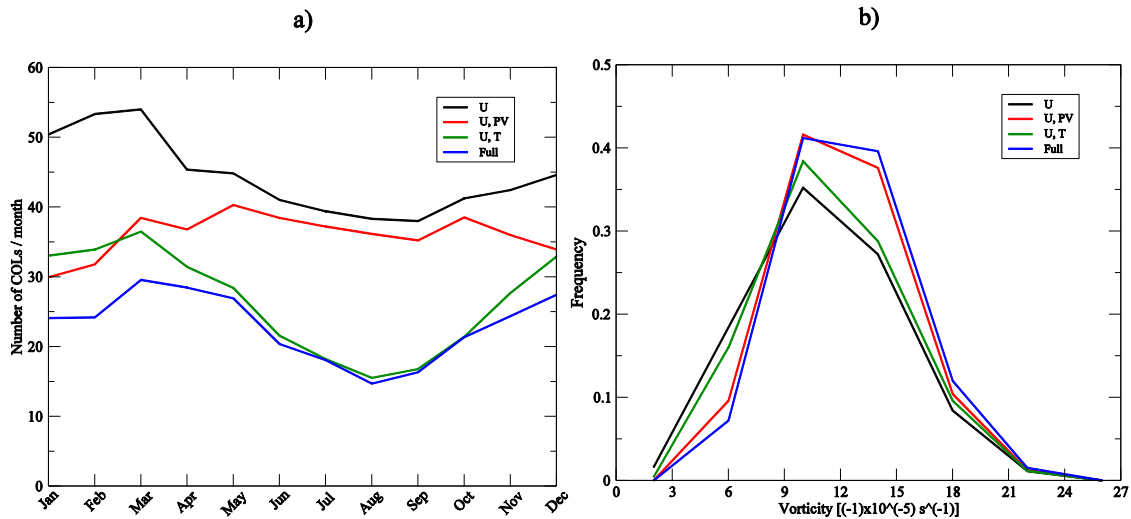 a)
60
50
40
30
20
10
0
Number of COLs / month
U
U, PV
U, T
Full
Jan Feb Mar Apr May Jun Jul Aug Sep Oct Nov Dec
b)
0.5
0.4
0.3
0.2
0.1
0
Frequency
U
U, PV
U, T
Full
0 3 6 9 12 15 18 21 24 27
Vorticity [(-1)x10^(-5) s^(-1)]